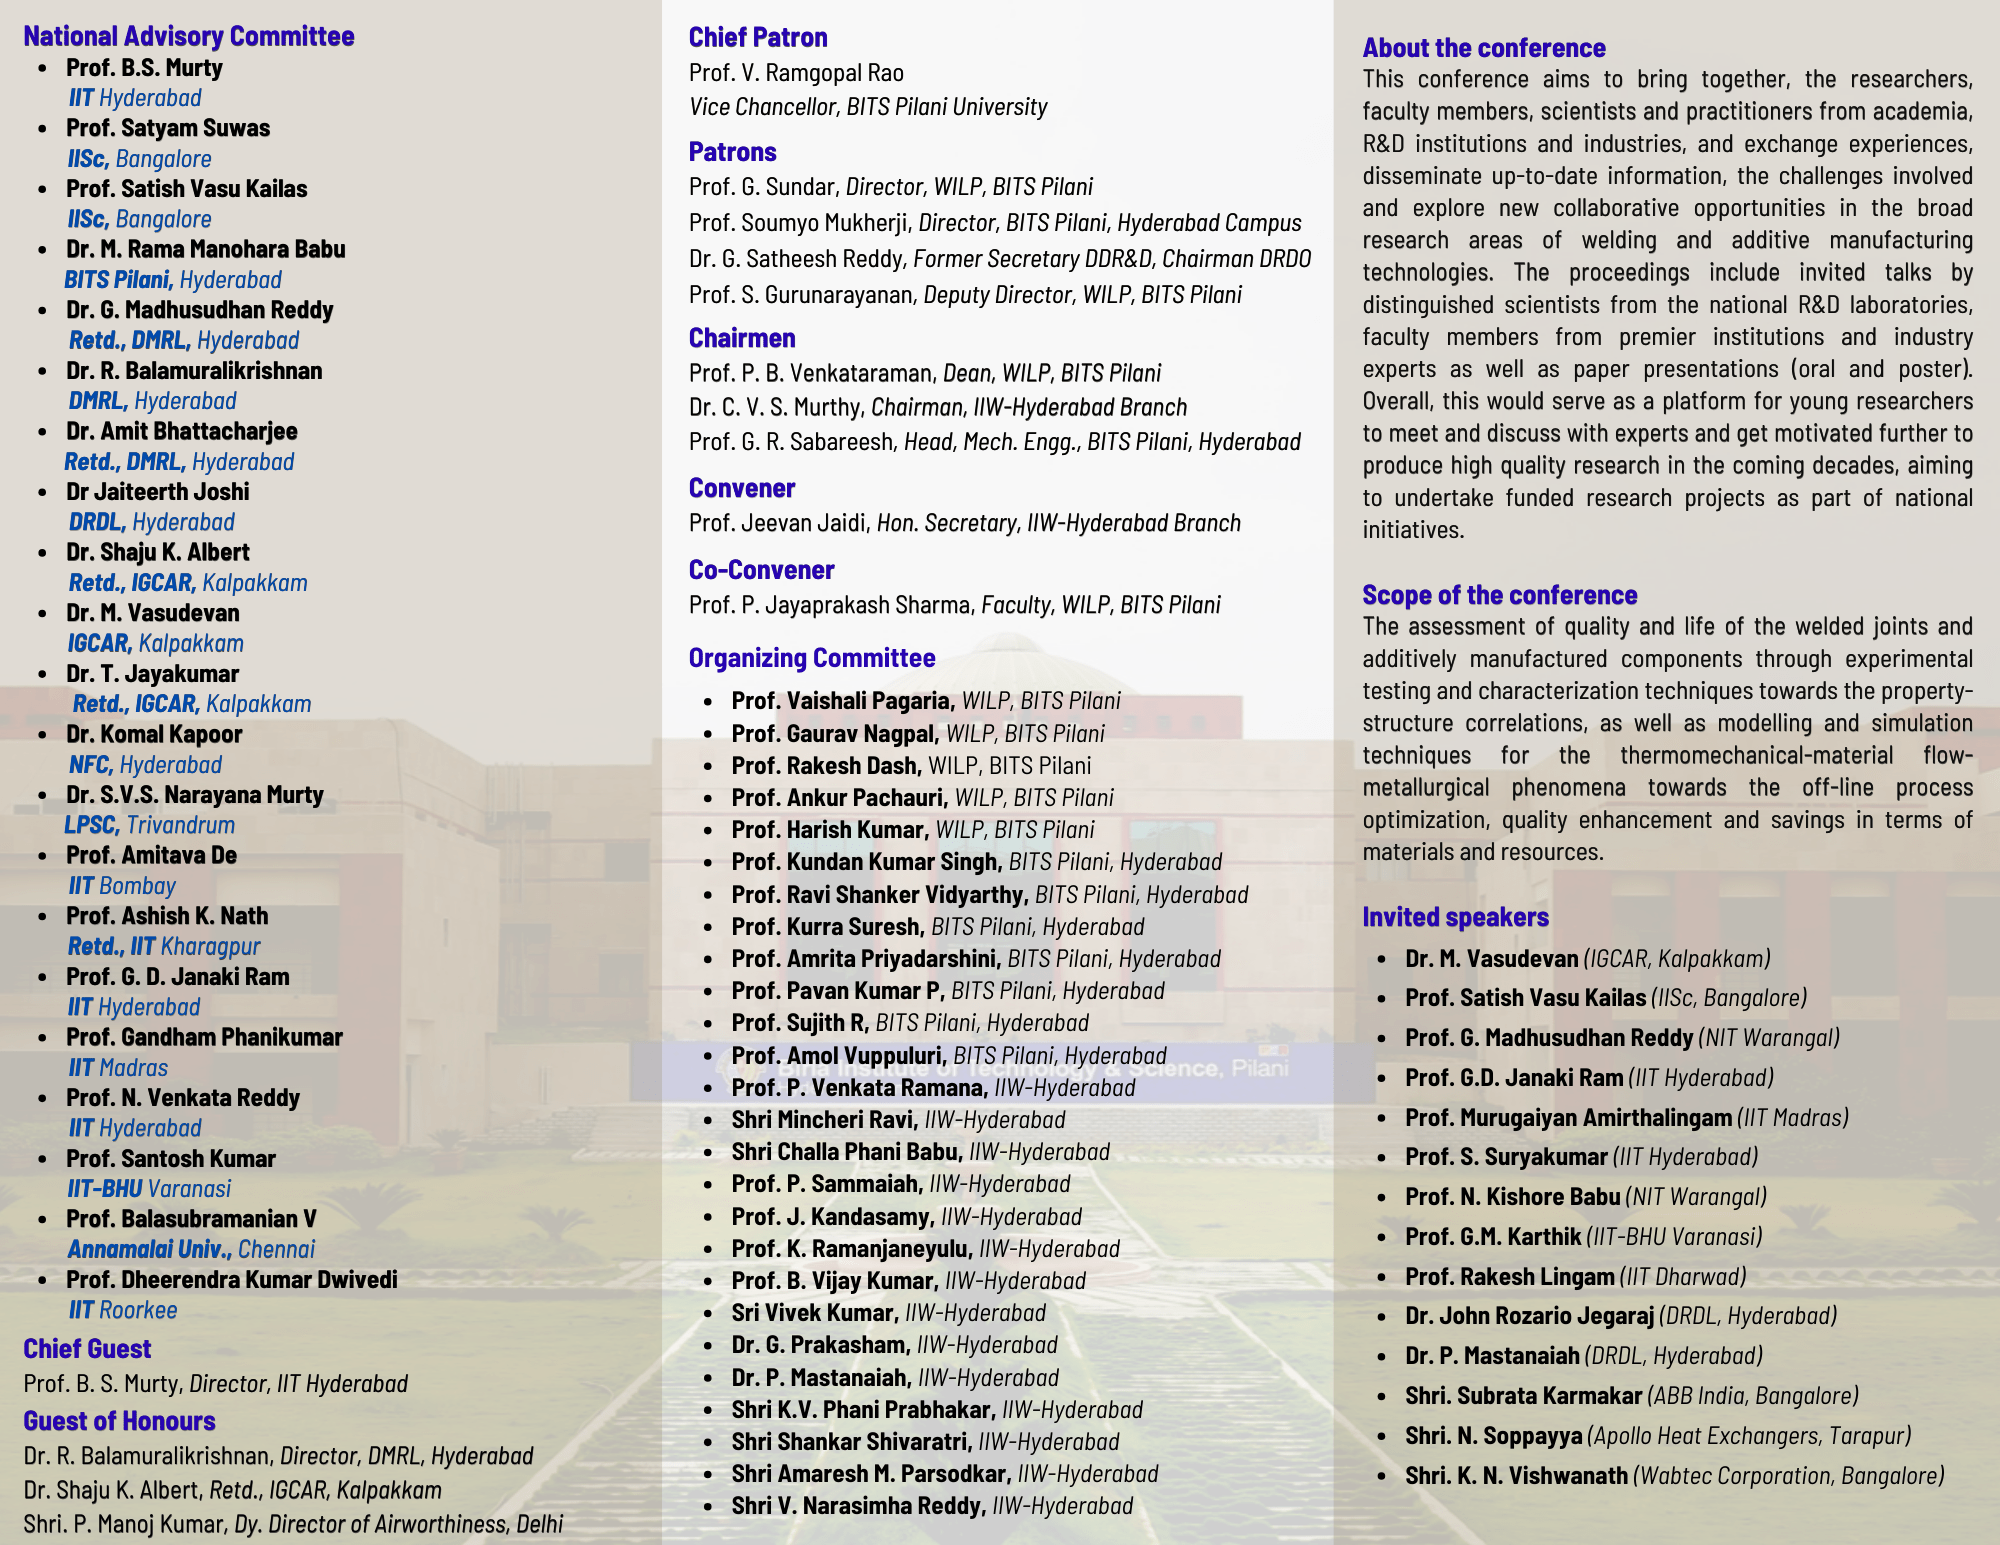 National Advisory Committee
• Prof. B.S. Murty
IIT Hyderabad
• Prof. Satyam Suwas
IISc, Bangalore
• Prof. Satish Vasu Kailas
IISc, Bangalore
• Dr. M. Rama Manohara Babu
BITS Pilani, Hyderabad
• Dr. G. Madhusudhan Reddy
Retd., DMRL, Hyderabad
• Dr. R. Balamuralikrishnan
DMRL, Hyderabad
• Dr. Amit Bhattacharjee
Retd., DMRL, Hyderabad
• Dr Jaiteerth Joshi
DRDL, Hyderabad
• Dr. Shaju K. Albert
Retd., IGCAR, Kalpakkam
• Dr. M. Vasudevan
IGCAR, Kalpakkam
• Dr. T. Jayakumar
Retd., IGCAR, Kalpakkam
• Dr. Komal Kapoor
NFC, Hyderabad
• Dr. S.V.S. Narayana Murty
LPSC, Trivandrum
• Prof. Amitava De
IIT Bombay
• Prof. Ashish K. Nath
Retd., IIT Kharagpur
• Prof. G. D. Janaki Ram
IIT Hyderabad
• Prof. Gandham Phanikumar
IIT Madras
• Prof. N. Venkata Reddy
IIT Hyderabad
• Prof. Santosh Kumar
IIT-BHU Varanasi
• Prof. Balasubramanian V
Annamalai Univ., Chennai
• Prof. Dheerendra Kumar Dwivedi
IIT Roorkee
Chief Guest
Prof. B. S. Murty, Director, IIT Hyderabad
Guest of Honours
Dr. R. Balamuralikrishnan, Director, DMRL, Hyderabad
Dr. Shaju K. Albert, Retd., IGCAR, Kalpakkam
Shri. P. Manoj Kumar, Dy. Director of Airworthiness, Delhi
Chief Patron
Prof. V. Ramgopal Rao
Vice Chancellor, BITS Pilani University
Patrons
Prof. G. Sundar, Director, WILP, BITS Pilani
Prof. Soumyo Mukherji, Director, BITS Pilani, Hyderabad Campus
Dr. G. Satheesh Reddy, Former Secretary DDR&D, Chairman DRDO
Prof. S. Gurunarayanan, Deputy Director, WILP, BITS Pilani
Chairmen
Prof. P. B. Venkataraman, Dean, WILP, BITS Pilani
Dr. C. V. S. Murthy, Chairman, IIW-Hyderabad Branch
Prof. G. R. Sabareesh, Head, Mech. Engg., BITS Pilani, Hyderabad
Convener
Prof. Jeevan Jaidi, Hon. Secretary, IIW-Hyderabad Branch
Co-Convener
Prof. P. Jayaprakash Sharma, Faculty, WILP, BITS Pilani
Organizing Committee
• Prof. Vaishali Pagaria, WILP, BITS Pilani
• Prof. Gaurav Nagpal, WILP, BITS Pilani
• Prof. Rakesh Dash, WILP, BITS Pilani
• Prof. Ankur Pachauri, WILP, BITS Pilani
• Prof. Harish Kumar, WILP, BITS Pilani
• Prof. Kundan Kumar Singh, BITS Pilani, Hyderabad
• Prof. Ravi Shanker Vidyarthy, BITS Pilani, Hyderabad
• Prof. Kurra Suresh, BITS Pilani, Hyderabad
• Prof. Amrita Priyadarshini, BITS Pilani, Hyderabad
• Prof. Pavan Kumar P, BITS Pilani, Hyderabad
• Prof. Sujith R, BITS Pilani, Hyderabad
• Prof. Amol Vuppuluri, BITS Pilani, Hyderabad
Birla Institute of Technology & Science, Pilani
• Prof. P. Venkata Ramana, IIW-Hyderabad
• Shri Mincheri Ravi, IIW-Hyderabad
• Shri Challa Phani Babu, IIW-Hyderabad
• Prof. P. Sammaiah, IIW-Hyderabad
• Prof. J. Kandasamy, IIW-Hyderabad
• Prof. K. Ramanjaneyulu, IIW-Hyderabad
• Prof. B. Vijay Kumar, IIW-Hyderabad
• Sri Vivek Kumar, IIW-Hyderabad
• Dr. G. Prakasham, IIW-Hyderabad
• Dr. P. Mastanaiah, IIW-Hyderabad
• Shri K.V. Phani Prabhakar, IIW-Hyderabad
• Shri Shankar Shivaratri, IIW-Hyderabad
• Shri Amaresh M. Parsodkar, IIW-Hyderabad
• Shri V. Narasimha Reddy, IIW-Hyderabad
About the conference
This conference aims to bring together, the researchers,
faculty members, scientists and practitioners from academia,
R&D institutions and industries, and exchange experiences,
disseminate up-to-date information, the challenges involved
and explore new collaborative opportunities in the broad
research areas of welding and additive manufacturing
technologies. The proceedings include invited talks by
distinguished scientists from the national R&D laboratories,
faculty members from premier institutions and industry
experts as well as paper presentations (oral and poster).
Overall, this would serve as a platform for young researchers
to meet and discuss with experts and get motivated further to
produce high quality research in the coming decades, aiming
to undertake funded research projects as part of national
initiatives.
Scope of the conference
The assessment of quality and life of the welded joints and
additively manufactured components through experimental
testing and characterization techniques towards the property-
structure correlations, as well as modelling and simulation
techniques for the thermomechanical-material flow-
metallurgical phenomena towards the off-line process
optimization, quality enhancement and savings in terms of
materials and resources.
Invited speakers
• Dr. M. Vasudevan (IGCAR, Kalpakkam)
• Prof. Satish Vasu Kailas (IISc, Bangalore)
• Prof. G. Madhusudhan Reddy (NIT Warangal)
• Prof. G.D. Janaki Ram (IIT Hyderabad)
• Prof. Murugaiyan Amirthalingam (IIT Madras)
• Prof. S. Suryakumar (IIT Hyderabad)
• Prof. N. Kishore Babu (NIT Warangal)
• Prof. G.M. Karthik (IIT-BHU Varanasi)
• Prof. Rakesh Lingam (IIT Dharwad)
• Dr. John Rozario Jegaraj (DRDL, Hyderabad)
• Dr. P. Mastanaiah (DRDL, Hyderabad)
• Shri. Subrata Karmakar (ABB India, Bangalore)
• Shri. N. Soppayya (Apollo Heat Exchangers, Tarapur)
• Shri. K. N. Vishwanath (Wabtec Corporation, Bangalore)